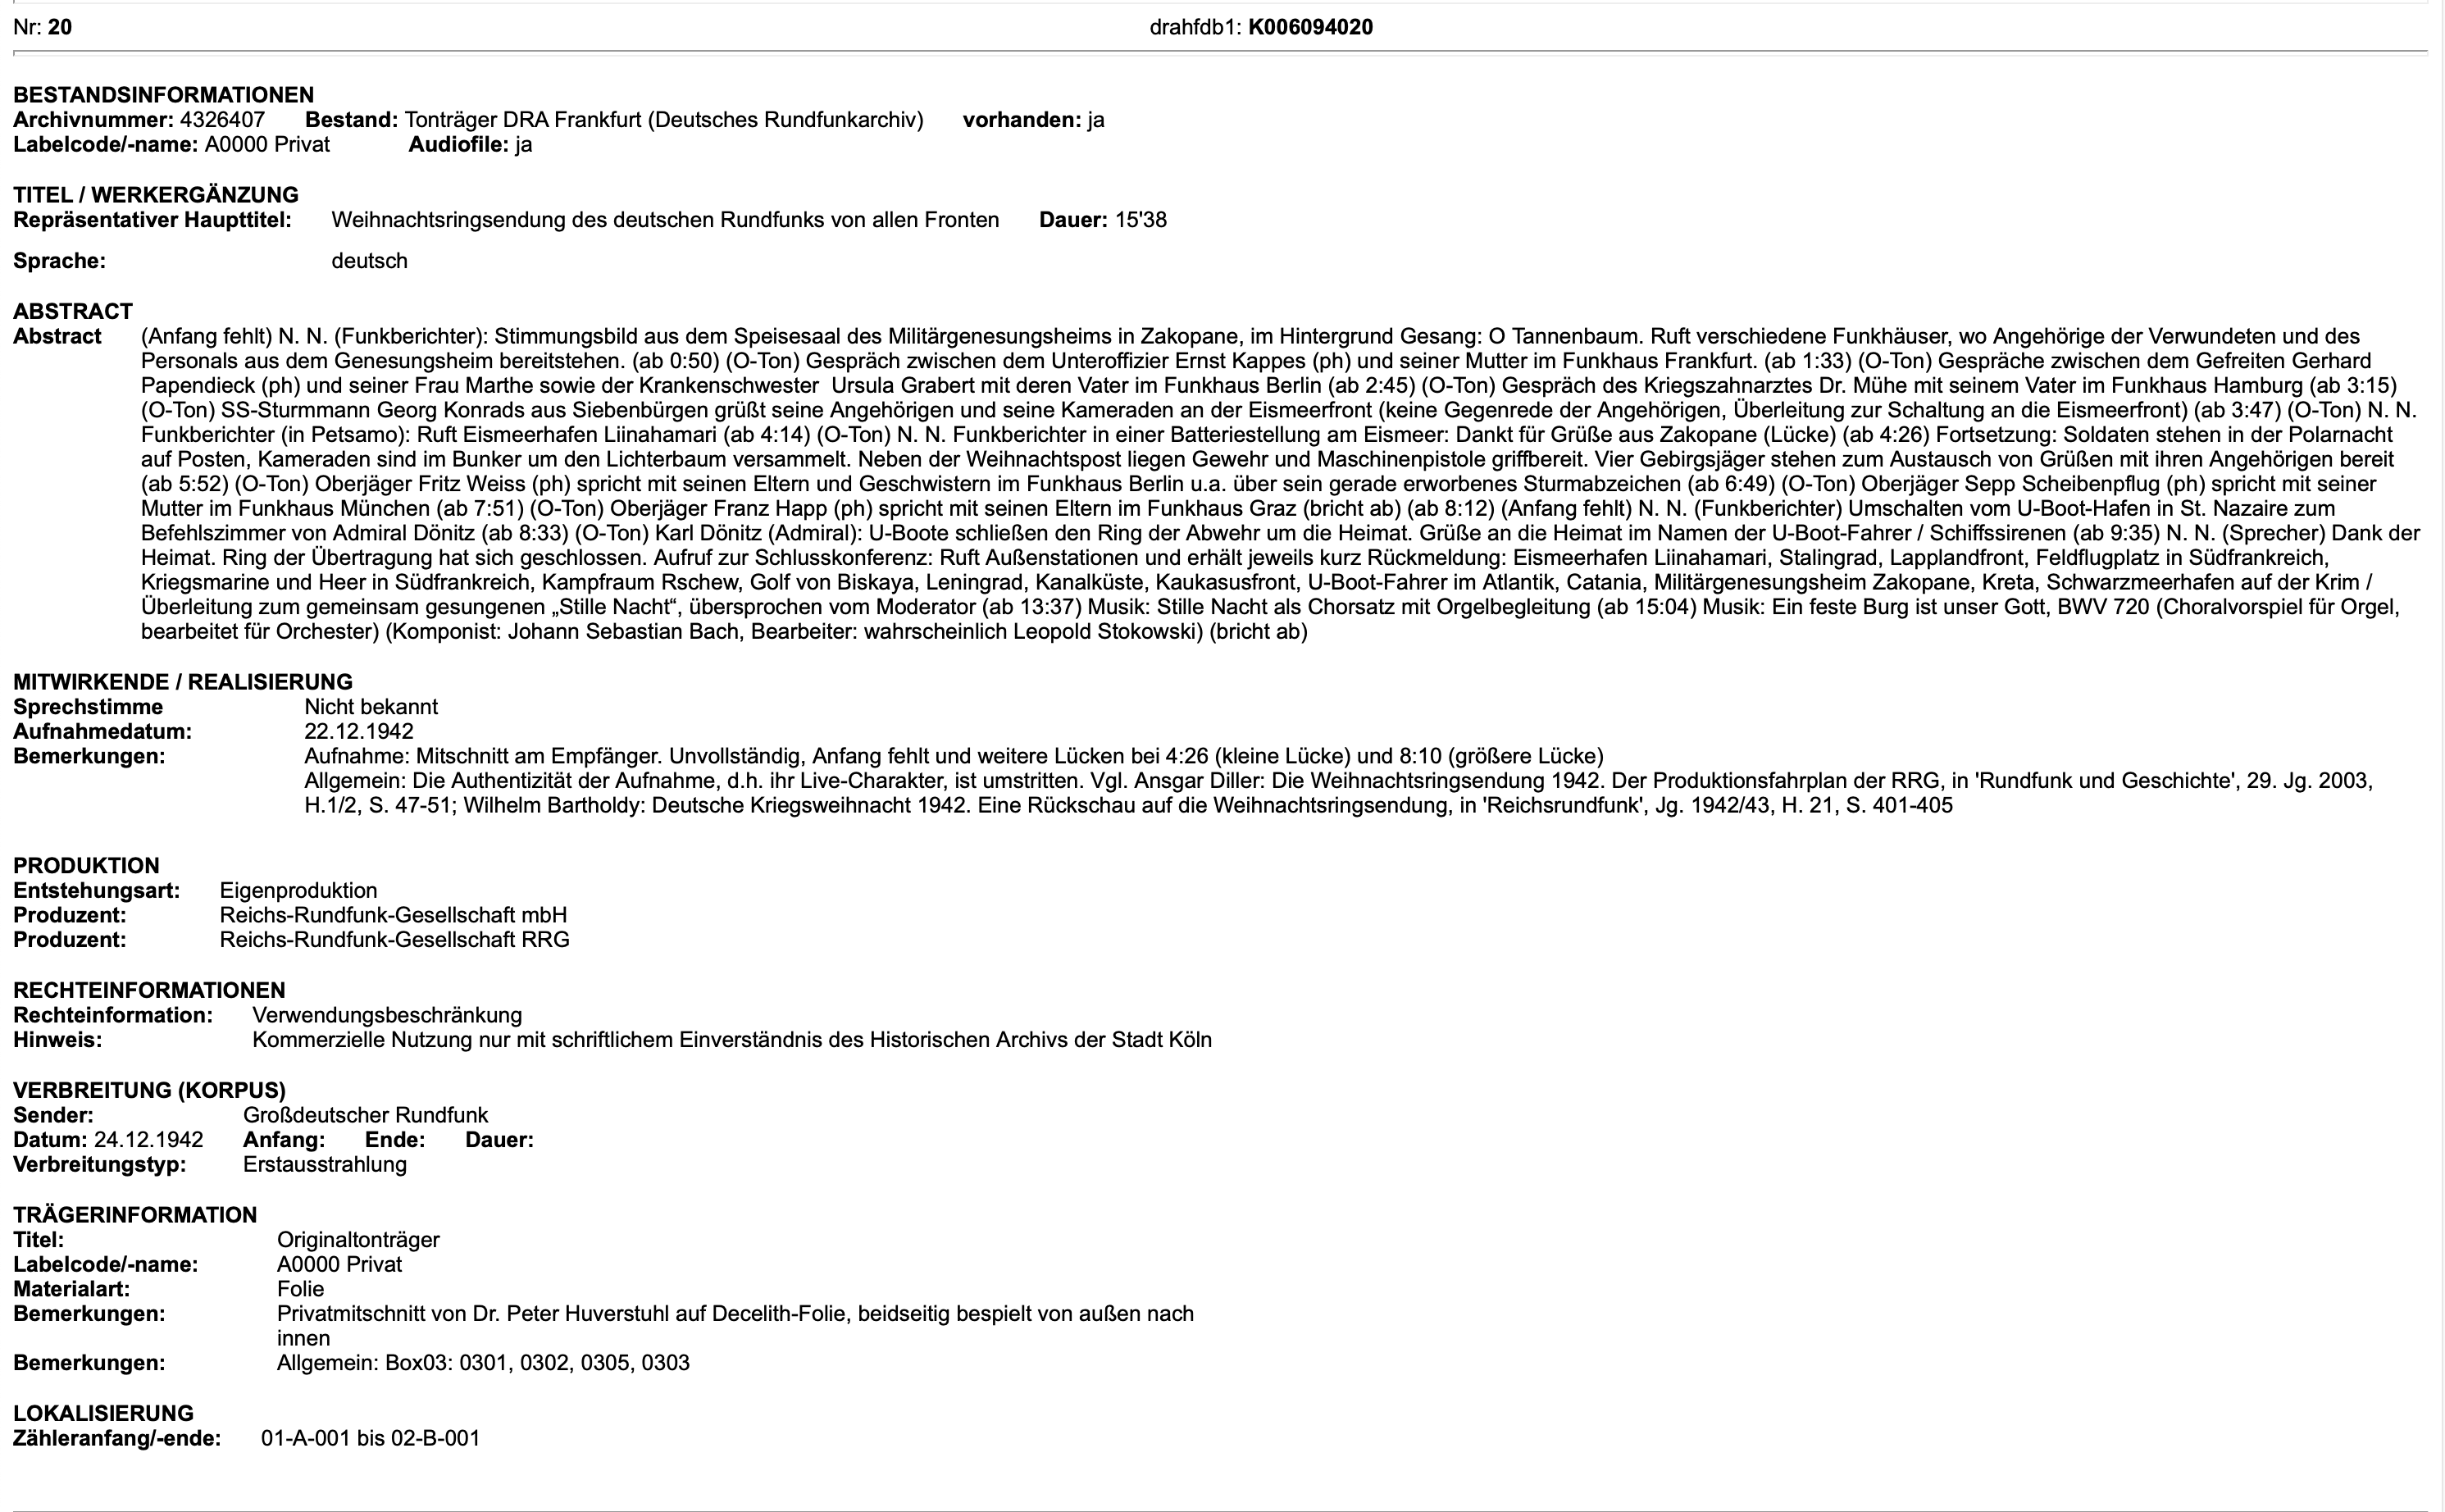 Nr: 20 drahfdb1: K006094020
BESTANDSINFORMATIONEN
Archivnummer: 4326407 Bestand: Tonträger DRA Frankfurt (Deutsches Rundfunkarchiv) vorhanden: ja
Labelcode/-name: A0000 Privat Audiofile: ja
TITEL / WERKERGÄNZUNG
Repräsentativer Haupttitel: Weihnachtsringsendung des deutschen Rundfunks von allen Fronten Dauer: 15'38
Sprache: deutsch
ABSTRACT
Abstract (Anfang fehlt) N. N. (Funkberichter): Stimmungsbild aus dem Speisesaal des Militärgenesungsheims in Zakopane, im Hintergrund Gesang: O Tannenbaum. Ruft verschiedene Funkhäuser, wo Angehörige der Verwundeten und des
Personals aus dem Genesungsheim bereitstehen. (ab 0:50) (O-Ton) Gespräch zwischen dem Unteroffizier Ernst Kappes (ph) und seiner Mutter im Funkhaus Frankfurt. (ab 1:33) (O-Ton) Gespräche zwischen dem Gefreiten Gerhard
Papendieck (ph) und seiner Frau Marthe sowie der Krankenschwester Ursula Grabert mit deren Vater im Funkhaus Berlin (ab 2:45) (O-Ton) Gespräch des Kriegszahnarztes Dr. Mühe mit seinem Vater im Funkhaus Hamburg (ab 3:15)
(O-Ton) SS-Sturmmann Georg Konrads aus Siebenbürgen grüßt seine Angehörigen und seine Kameraden an der Eismeerfront (keine Gegenrede der Angehörigen, Überleitung zur Schaltung an die Eismeerfront) (ab 3:47) (O-Ton) N. N.
Funkberichter (in Petsamo): Ruft Eismeerhafen Liinahamari (ab 4:14) (O-Ton) N. N. Funkberichter in einer Batteriestellung am Eismeer: Dankt für Grüße aus Zakopane (Lücke) (ab 4:26) Fortsetzung: Soldaten stehen in der Polarnacht
auf Posten, Kameraden sind im Bunker um den Lichterbaum versammelt. Neben der Weihnachtspost liegen Gewehr und Maschinenpistole griffbereit. Vier Gebirgsjäger stehen zum Austausch von Grüßen mit ihren Angehörigen bereit
(ab 5:52) (O-Ton) Oberjäger Fritz Weiss (ph) spricht mit seinen Eltern und Geschwistern im Funkhaus Berlin u.a. über sein gerade erworbenes Sturmabzeichen (ab 6:49) (O-Ton) Oberjäger Sepp Scheibenpflug (ph) spricht mit seiner
Mutter im Funkhaus München (ab 7:51) (O-Ton) Oberjäger Franz Happ (ph) spricht mit seinen Eltern im Funkhaus Graz (bricht ab) (ab 8:12) (Anfang fehlt) N. N. (Funkberichter) Umschalten vom U-Boot-Hafen in St. Nazaire zum
Befehlszimmer von Admiral Dönitz (ab 8:33) (O-Ton) Karl Dönitz (Admiral): U-Boote schließen den Ring der Abwehr um die Heimat. Grüße an die Heimat im Namen der U-Boot-Fahrer / Schiffssirenen (ab 9:35) N. N. (Sprecher) Dank der
Heimat. Ring der Übertragung hat sich geschlossen. Aufruf zur Schlusskonferenz: Ruft Außenstationen und erhält jeweils kurz Rückmeldung: Eismeerhafen Liinahamari, Stalingrad, Lapplandfront, Feldflugplatz in Südfrankreich,
Kriegsmarine und Heer in Südfrankreich, Kampfraum Rschew, Golf von Biskaya, Leningrad, Kanalküste, Kaukasusfront, U-Boot-Fahrer im Atlantik, Catania, Militärgenesungsheim Zakopane, Kreta, Schwarzmeerhafen auf der Krim /
Überleitung zum gemeinsam gesungenen „Stille Nacht“, übersprochen vom Moderator (ab 13:37) Musik: Stille Nacht als Chorsatz mit Orgelbegleitung (ab 15:04) Musik: Ein feste Burg ist unser Gott, BWV 720 (Choralvorspiel für Orgel,
bearbeitet für Orchester) (Komponist: Johann Sebastian Bach, Bearbeiter: wahrscheinlich Leopold Stokowski) (bricht ab)
MITWIRKENDE / REALISIERUNG
Sprechstimme Nicht bekannt
Aufnahmedatum: 22.12.1942
Bemerkungen: Aufnahme: Mitschnitt am Empfänger. Unvollständig, Anfang fehlt und weitere Lücken bei 4:26 (kleine Lücke) und 8:10 (größere Lücke)
Allgemein: Die Authentizität der Aufnahme, d.h. ihr Live-Charakter, ist umstritten. Vgl. Ansgar Diller: Die Weihnachtsringsendung 1942. Der Produktionsfahrplan der RRG, in 'Rundfunk und Geschichte', 29. Jg. 2003,
H.1/2, S. 47-51; Wilhelm Bartholdy: Deutsche Kriegsweihnacht 1942. Eine Rückschau auf die Weihnachtsringsendung, in 'Reichsrundfunk', Jg. 1942/43, H. 21, S. 401-405
PRODUKTION
Entstehungsart: Eigenproduktion
Produzent: Reichs-Rundfunk-Gesellschaft mbH
Produzent: Reichs-Rundfunk-Gesellschaft RRG
RECHTEINFORMATIONEN
Rechteinformation: Verwendungsbeschränkung
Hinweis: Kommerzielle Nutzung nur mit schriftlichem Einverständnis des Historischen Archivs der Stadt Köln
VERBREITUNG (KORPUS)
Sender: Großdeutscher Rundfunk
Datum: 24.12.1942 Anfang: Ende: Dauer:
Verbreitungstyp: Erstausstrahlung
TRÄGERINFORMATION
Titel: Originaltonträger
Labelcode/-name: A0000 Privat
Materialart: Folie
Bemerkungen: Privatmitschnitt von Dr. Peter Huverstuhl auf Decelith-Folie, beidseitig bespielt von außen nach
innen
Bemerkungen: Allgemein: Box03: 0301, 0302, 0305, 0303
LOKALISIERUNG
Zähleranfang/-ende: 01-A-001 bis 02-B-001